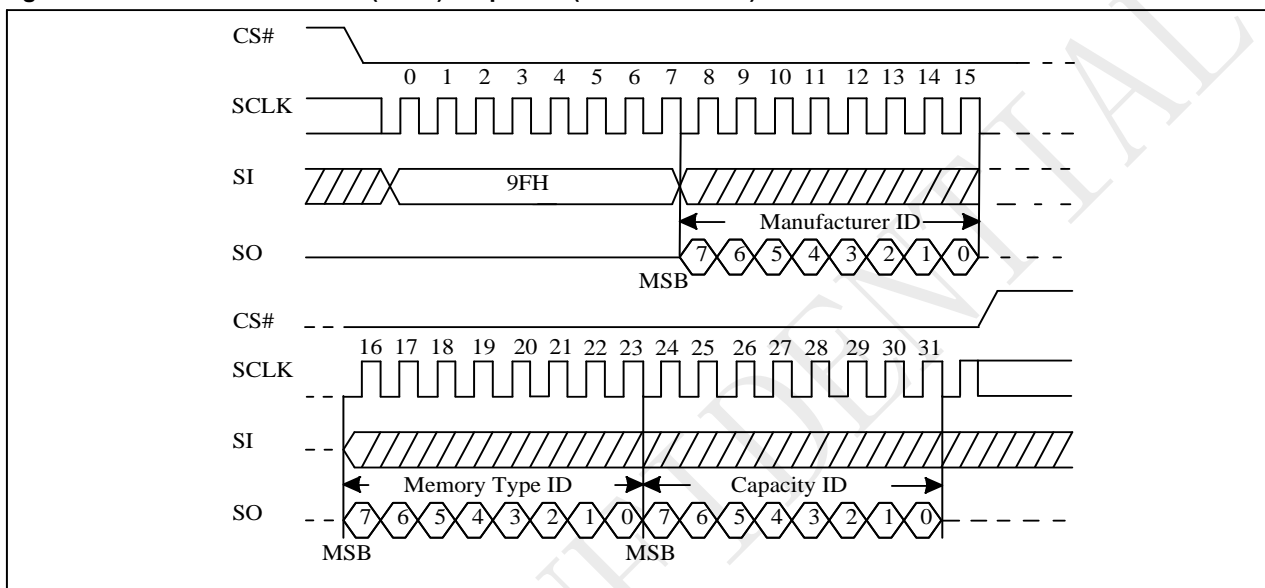 CS#
0 1 2 3 4 5 6 7 8 9 10 11 12 13 14 15
SCLK
SI
9FH
Manufacturer ID
SO
7 6 5 4 3 2 1 0
MSB
CS#
16 17 18 19 20 21 22 23 24 25 26 27 28 29 30 31
SCLK
SI
Memory Type ID Capacity ID
SO
7 6 5 4 3 2 1 0 7 6 5 4 3 2 1 0
MSB MSB